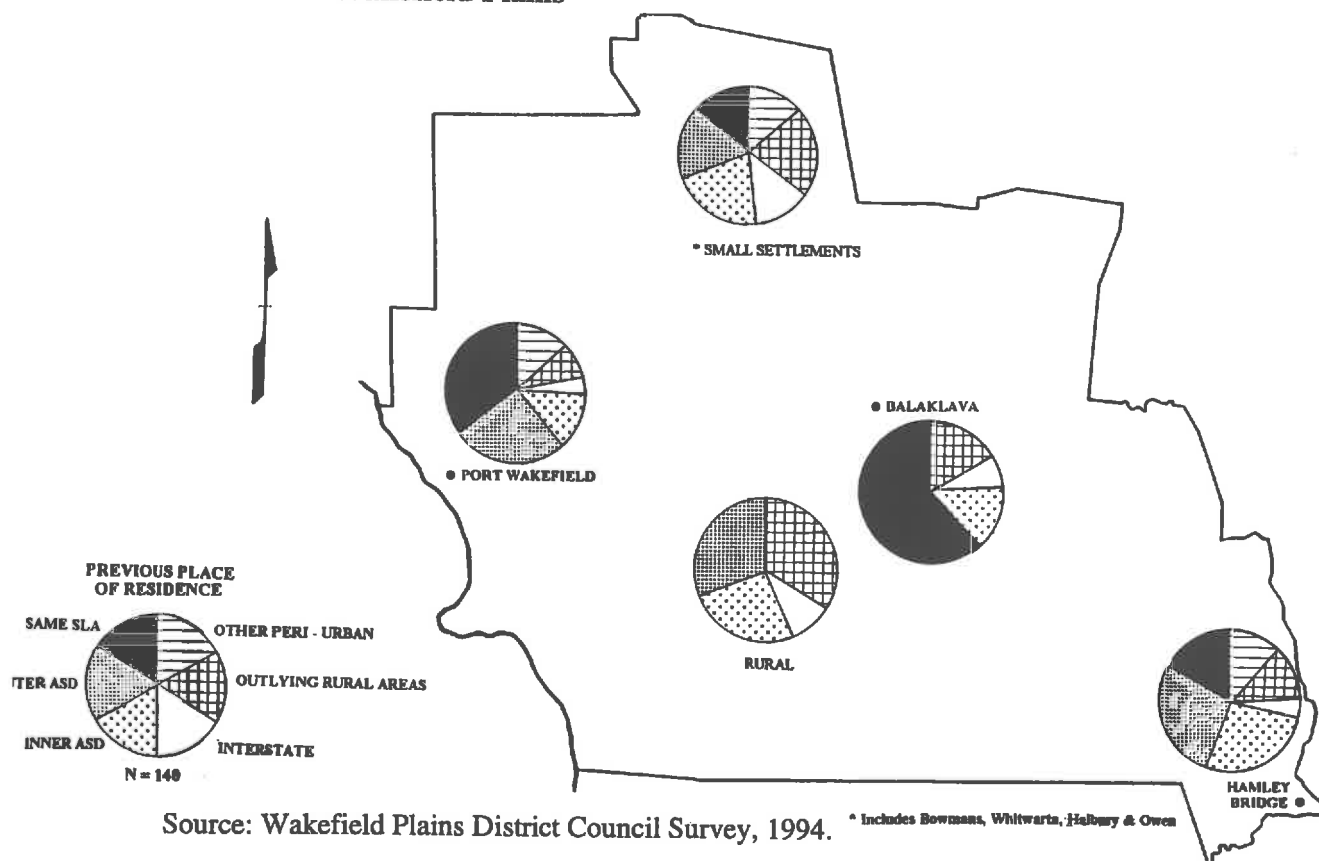 * SMALL SETTLEMENTS
● BALAKLAVA
● PORT WAKEFIELD
RURAL
PREVIOUS PLACE
OF RESIDENCE
SAME SLA
OTHER PERI - URBAN
OUTLYING RURAL AREAS
INNER ASD
INTERSTATE
N = 140
HAMLEY
BRIDGE ●
Source: Wakefield Plains District Council Survey, 1994.
* Includes Bowmans, Whitwarta, Halbury & Owen